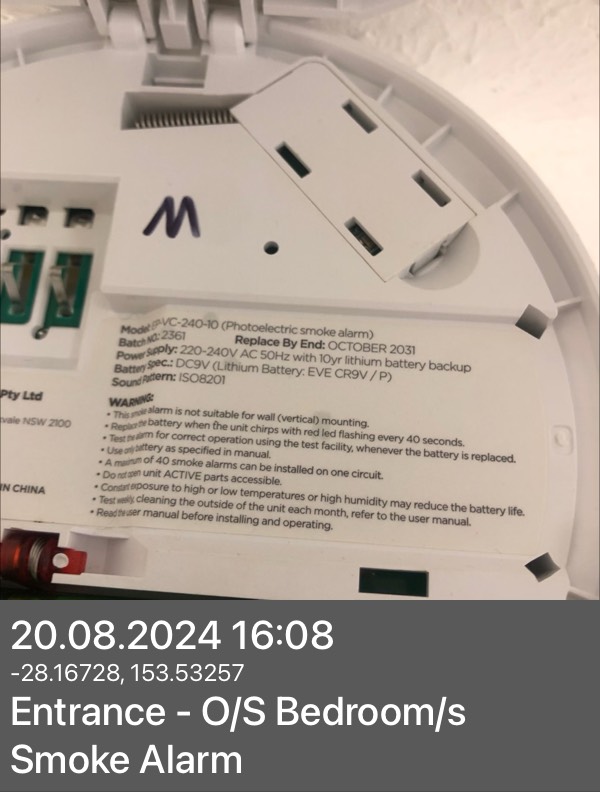 W
Model: EP-VC-240-10 (Photoelectric smoke alarm)
Batch NO.: 2361 Replace By End: OCTOBER 2031
Power Supply: 220-240V AC 50Hz with 10yr lithium battery backup
Battery Spec.: DC9V (Lithium Battery: EVE CR9V / P)
Sound Pattern: ISO8201
WARNING:
• This smoke alarm is not suitable for wall (vertical) mounting.
• Replace the battery when the unit chirps with red led flashing every 40 seconds.
• Test the alarm for correct operation using the test facility, whenever the battery is replaced.
• Use only battery as specified in manual.
• A maximum of 40 smoke alarms can be installed on one circuit.
• Do not open unit ACTIVE parts accessible.
• Constant exposure to high or low temperatures or high humidity may reduce the battery life.
• Test weekly, cleaning the outside of the unit each month, refer to the user manual.
• Read the user manual before installing and operating.
Pty Ltd
NSW 2100
IN CHINA
20.08.2024 16:08
-28.16728, 153.53257
Entrance - O/S Bedroom/s
Smoke Alarm